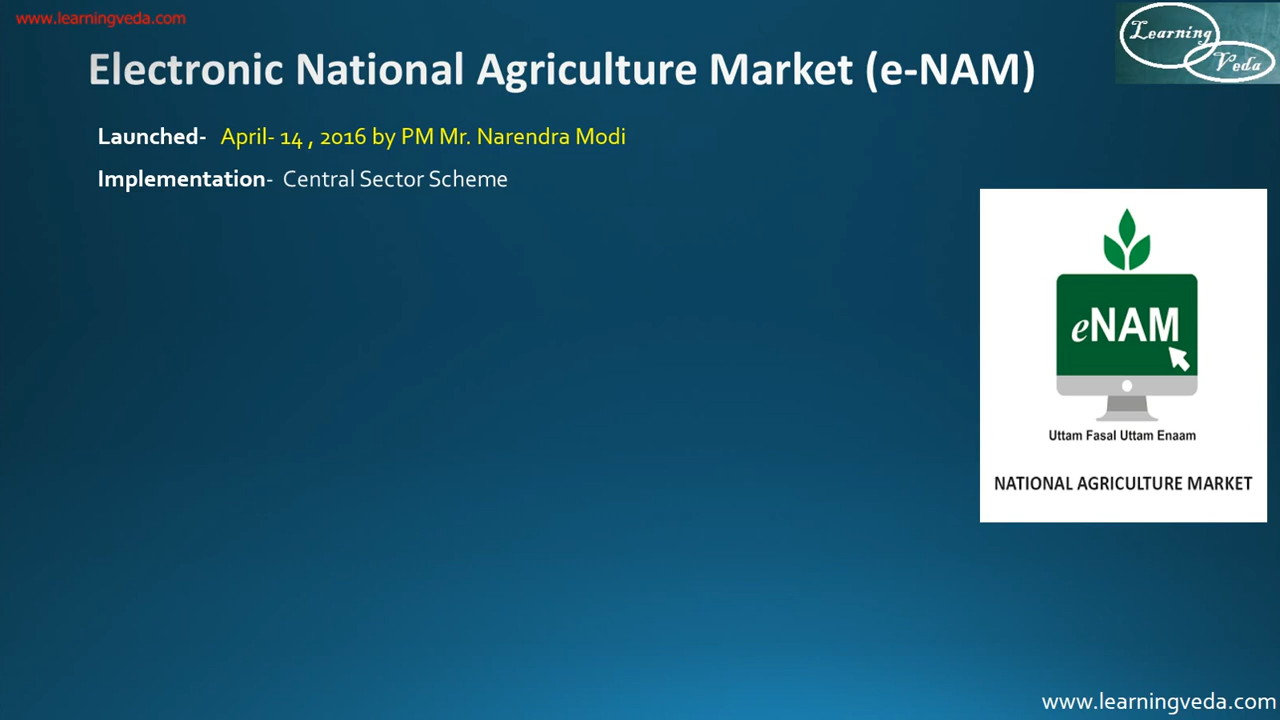 www.learningveda.com
Learning
Veda
Electronic National Agriculture Market (e-NAM)
Launched- April- 14 , 2016 by PM Mr. Narendra Modi
Implementation- Central Sector Scheme
eNAM
Uttam Fasal Uttam Enaam
NATIONAL AGRICULTURE MARKET
www.learningveda.com